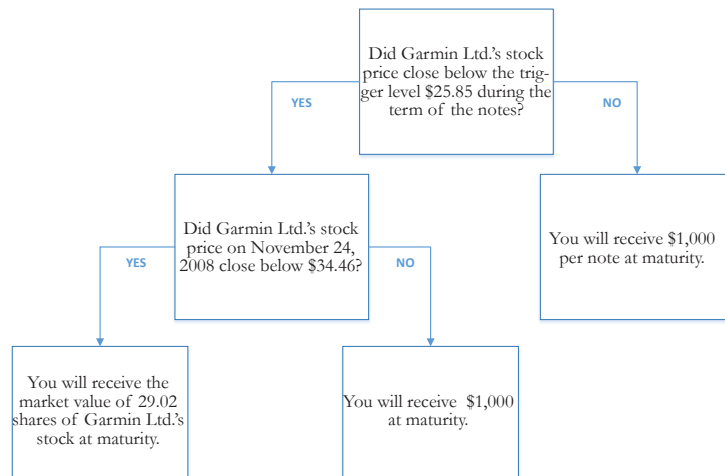 Did Garmin Ltd.'s stock
price close below the trig-
ger level $25.85 during the
term of the notes?
YES
NO
Did Garmin Ltd.'s stock
price on November 24,
2008 close below $34.46?
You will receive $1,000
per note at maturity.
YES
NO
You will receive the
market value of 29.02
shares of Garmin Ltd.'s
stock at maturity.
You will receive $1,000
at maturity.